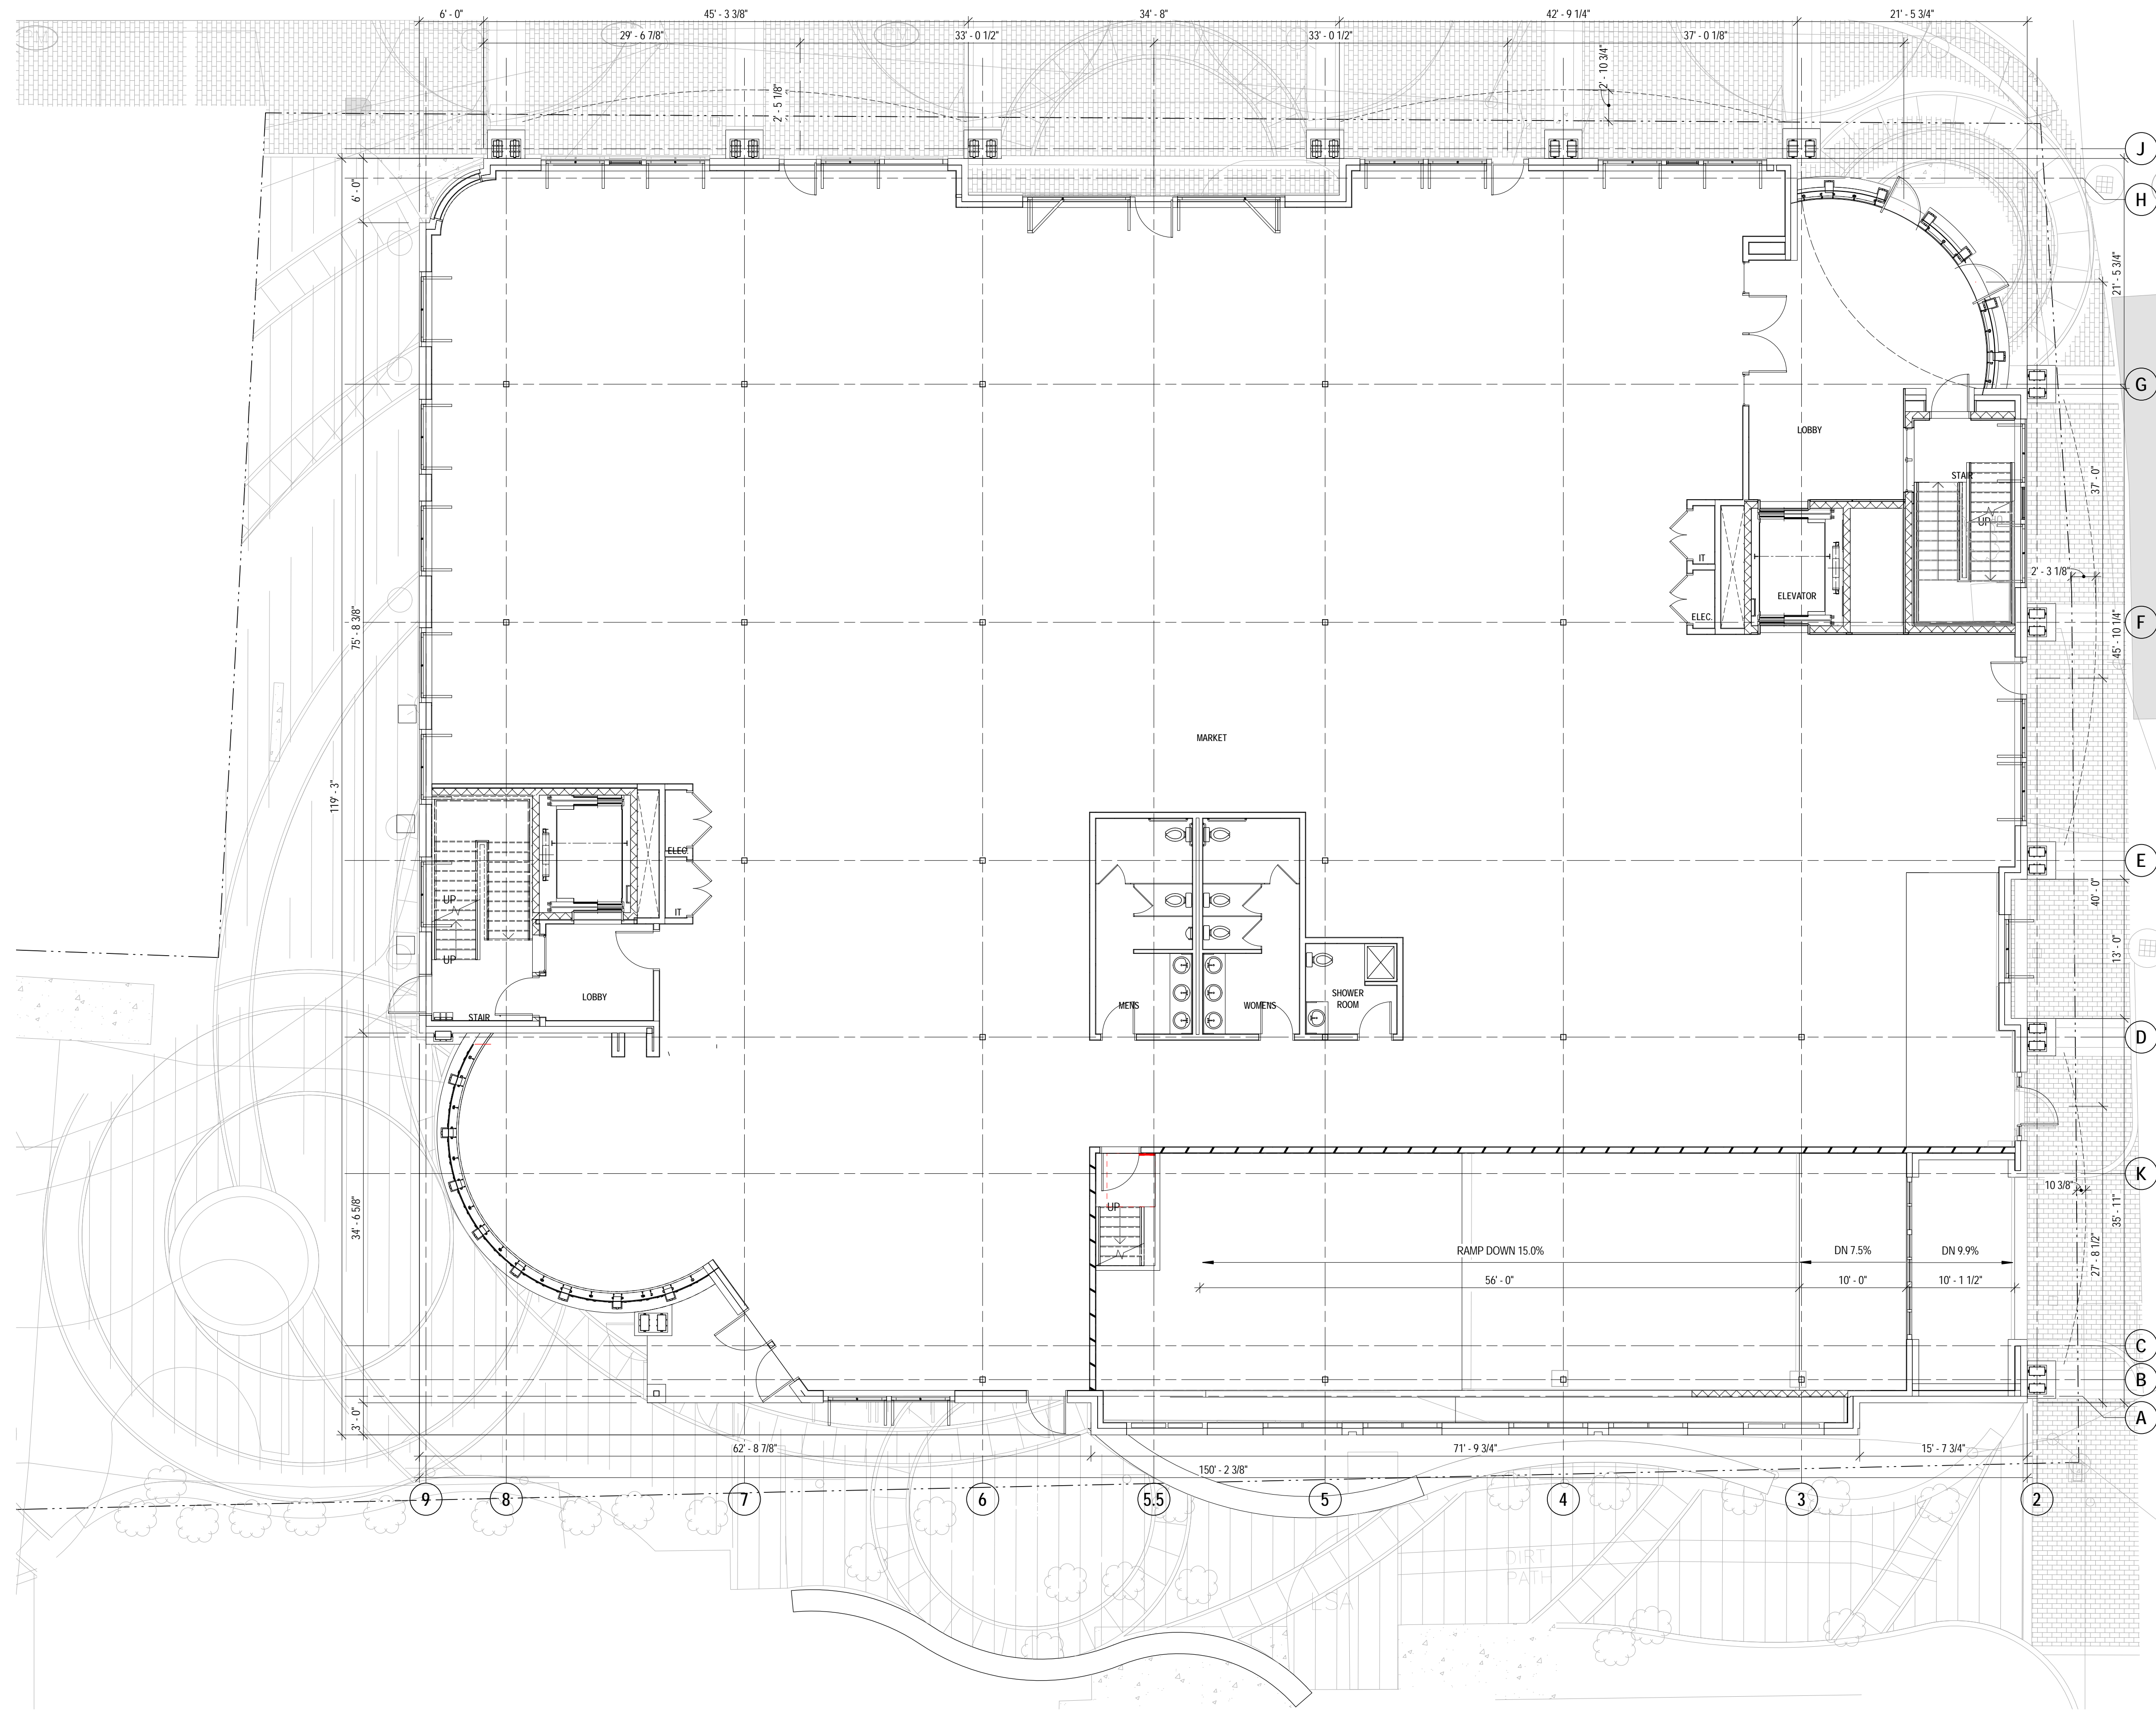 6' - 0"
45' - 3 3/8"
34' - 8"
42' - 9 1/4"
21' - 5 3/4"
29' - 6 7/8"
33' - 0 1/2"
33' - 0 1/2"
37' - 0 1/8"
2' - 5 1/8"
2' - 10 3/4"
J
6' - 0"
H
21' - 5 3/4"
G
LOBBY
STAIR
37' - 0"
UP
IT
2' - 3 1/8"
ELEVATOR
ELEC.
F
75' - 8 3/8"
45' - 10 1/4"
MARKET
119' - 3"
ELEC.
E
UP
40' - 0"
IT
13' - 0"
UP
LOBBY
SHOWER
ROOM
MENS
WOMENS
STAIR
D
K
10 3/8"
UP
35' - 11"
34' - 6 5/8"
27' - 8 1/2"
RAMP DOWN 15.0%
DN 7.5%
DN 9.9%
56' - 0"
10' - 0"
10' - 1 1/2"
C
B
3' - 0"
A
62' - 8 7/8"
71' - 9 3/4"
15' - 7 3/4"
150' - 2 3/8"
9
8
7
6
5.5
5
4
3
2
DIRT
PATH
LSA